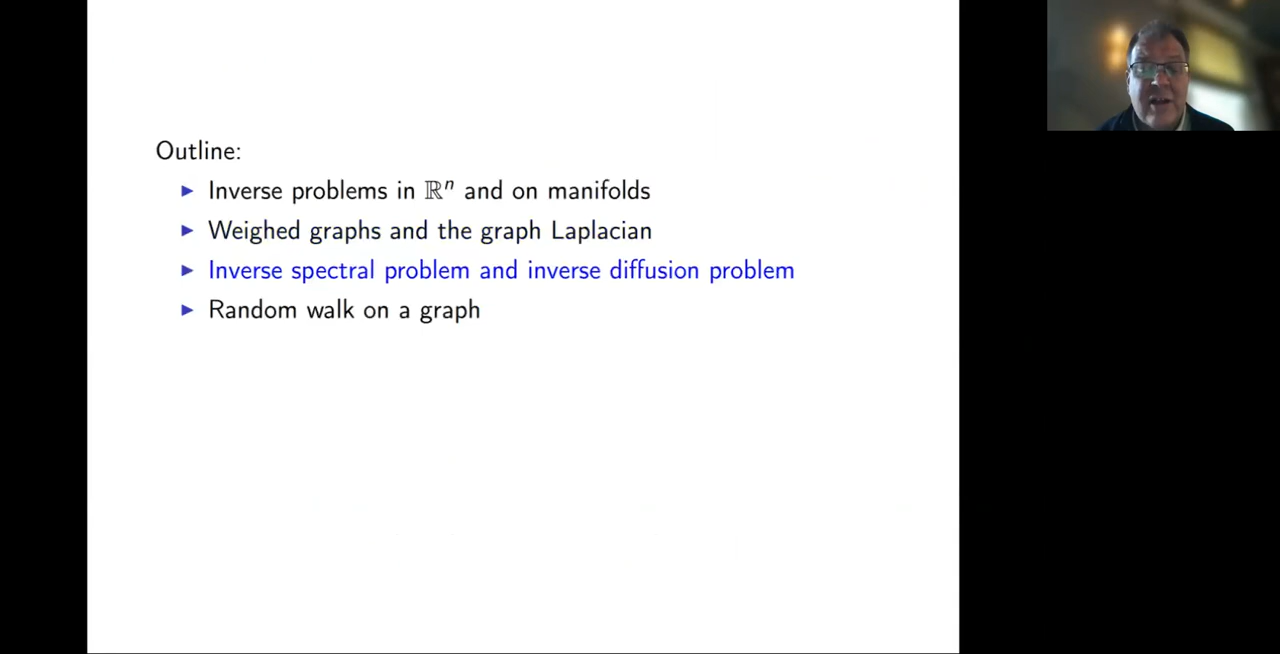 Outline:
▶ Inverse problems in ℝⁿ and on manifolds
▶ Weighed graphs and the graph Laplacian
▶ Inverse spectral problem and inverse diffusion problem
▶ Random walk on a graph